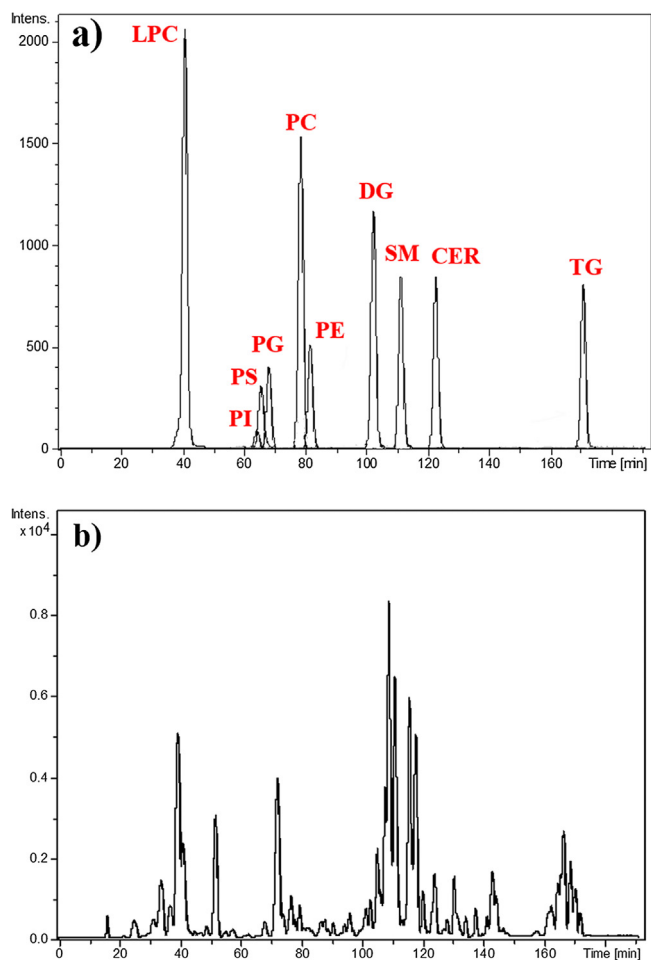 Intens.
a)
2000
1500
1000
500
0
LPC
PI
PS
PG
PC
PE
DG
SM
CER
TG
0 20 40 60 80 100 120 140 160 Time [min]
Intens.
x10⁴
b)
0.8
0.6
0.4
0.2
0.0
0 20 40 60 80 100 120 140 160 Time [min]